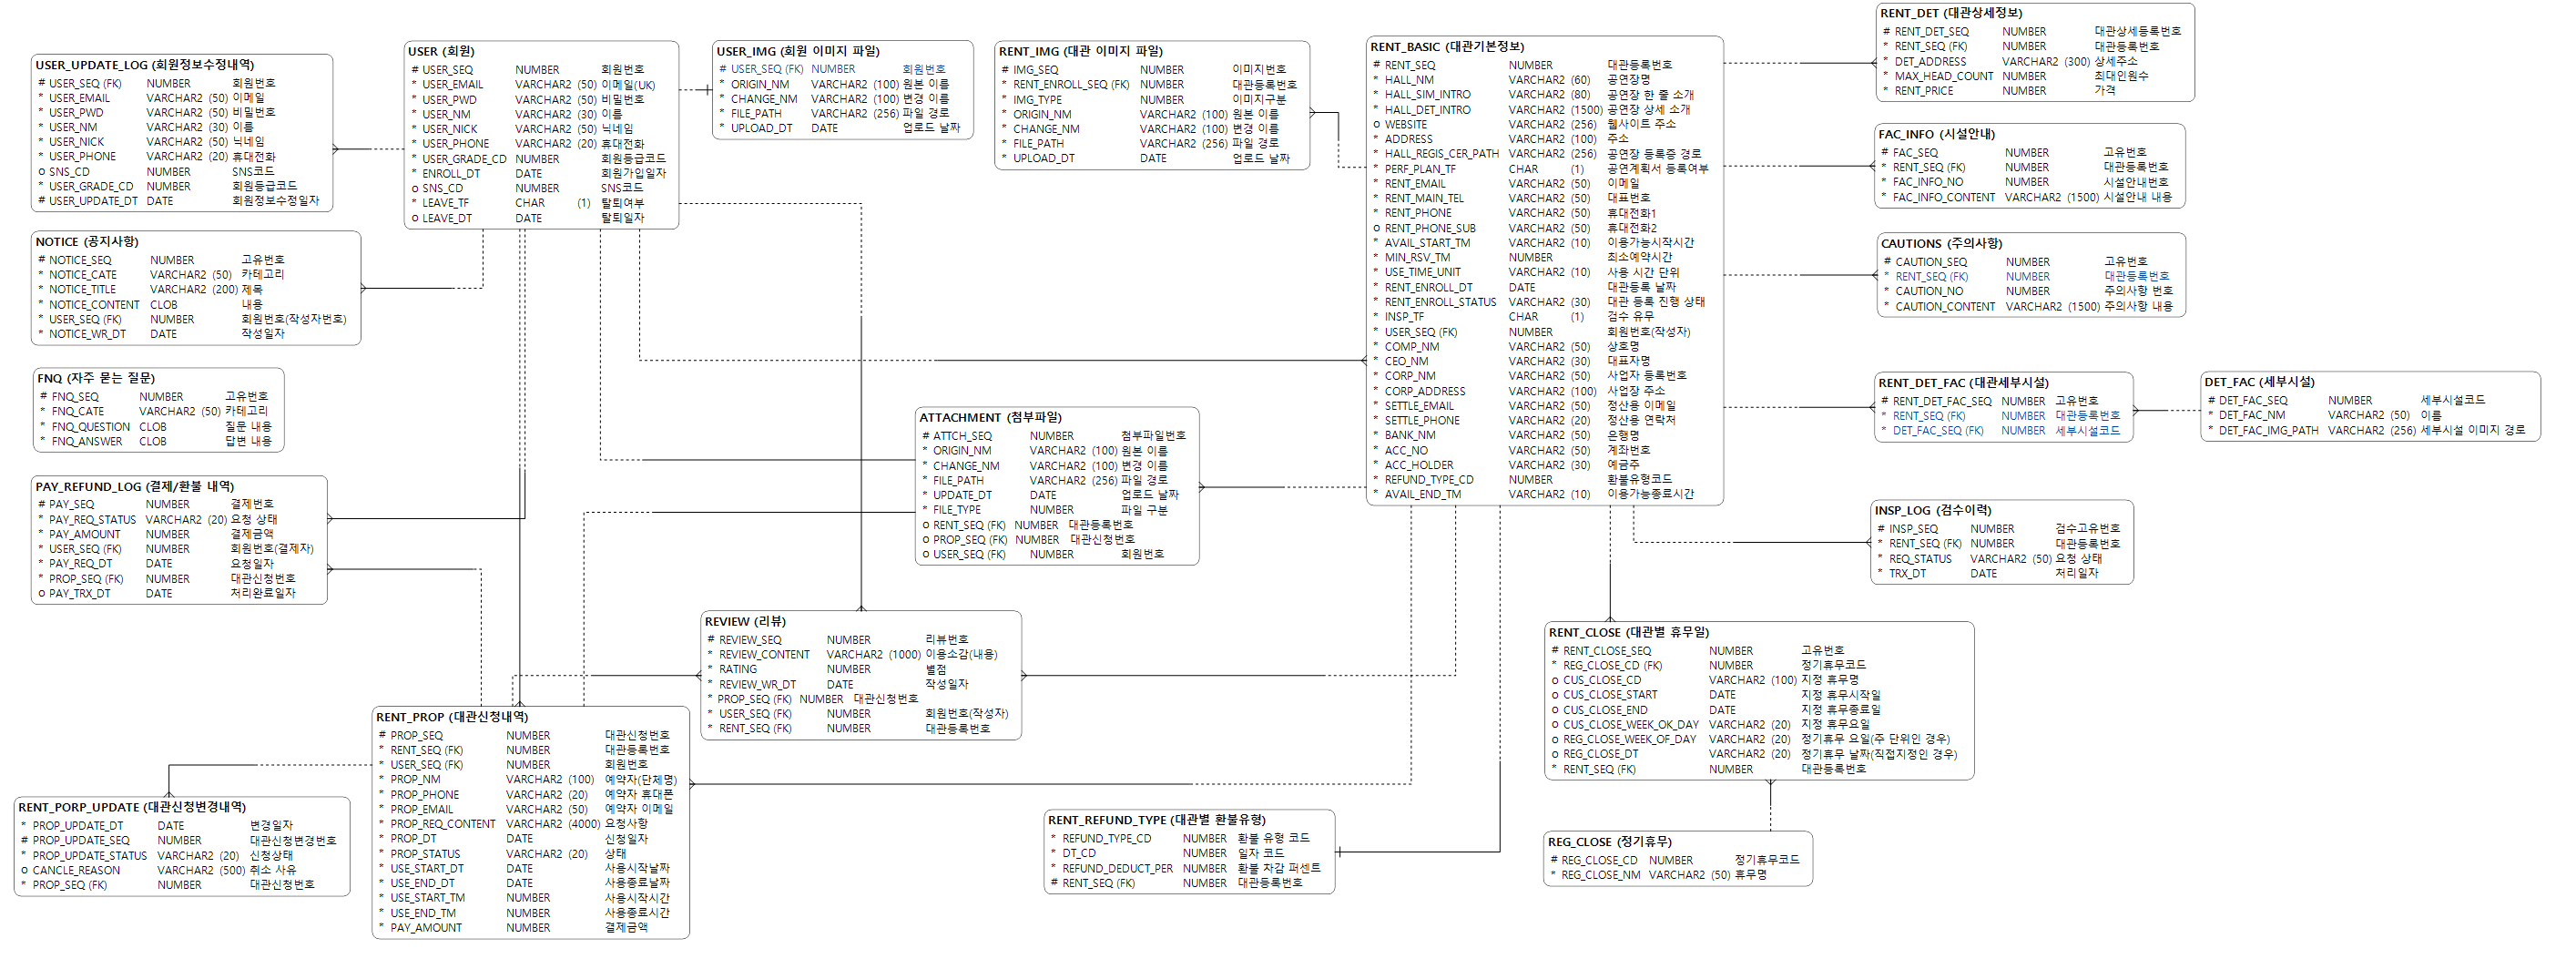 USER_UPDATE_LOG (회원정보수정내역)
# USER_SEQ (FK) NUMBER 회원번호
* USER_EMAIL VARCHAR2 (50) 이메일
* USER_PWD VARCHAR2 (50) 비밀번호
* USER_NM VARCHAR2 (30) 이름
* USER_NICK VARCHAR2 (50) 닉네임
* USER_PHONE VARCHAR2 (20) 휴대전화
o SNS_CD NUMBER SNS코드
* USER_GRADE_CD NUMBER 회원등급코드
# USER_UPDATE_DT DATE 회원정보수정일자
USER (회원)
# USER_SEQ NUMBER 회원번호
* USER_EMAIL VARCHAR2 (50) 이메일(UK)
* USER_PWD VARCHAR2 (50) 비밀번호
* USER_NM VARCHAR2 (30) 이름
* USER_NICK VARCHAR2 (50) 닉네임
* USER_PHONE VARCHAR2 (20) 휴대전화
* USER_GRADE_CD NUMBER 회원등급코드
* ENROLL_DT DATE 회원가입일자
o SNS_CD NUMBER SNS코드
* LEAVE_TF CHAR (1) 탈퇴여부
o LEAVE_DT DATE 탈퇴일자
USER_IMG (회원 이미지 파일)
# USER_SEQ (FK) NUMBER 회원번호
* ORIGIN_NM VARCHAR2 (100) 원본 이름
* CHANGE_NM VARCHAR2 (100) 변경 이름
* FILE_PATH VARCHAR2 (256) 파일 경로
* UPLOAD_DT DATE 업로드 날짜
RENT_IMG (대관 이미지 파일)
# IMG_SEQ NUMBER 이미지번호
* RENT_ENROLL_SEQ (FK) NUMBER 대관등록번호
* IMG_TYPE NUMBER 이미지구분
* ORIGIN_NM VARCHAR2 (100) 원본 이름
* CHANGE_NM VARCHAR2 (100) 변경 이름
* FILE_PATH VARCHAR2 (256) 파일 경로
* UPLOAD_DT DATE 업로드 날짜
RENT_BASIC (대관기본정보)
# RENT_SEQ NUMBER 대관등록번호
* HALL_NM VARCHAR2 (60) 공연장명
* HALL_SIM_INTRO VARCHAR2 (80) 공연장 한 줄 소개
* HALL_DET_INTRO VARCHAR2 (1500) 공연장 상세 소개
o WEBSITE VARCHAR2 (256) 웹사이트 주소
* ADDRESS VARCHAR2 (100) 주소
* HALL_REGIS_CER_PATH VARCHAR2 (256) 공연장 등록증 경로
* PERF_PLAN_TF CHAR (1) 공연계획서 등록여부
* RENT_EMAIL VARCHAR2 (50) 이메일
* RENT_MAIN_TEL VARCHAR2 (50) 대표번호
* RENT_PHONE VARCHAR2 (50) 휴대전화1
o RENT_PHONE_SUB VARCHAR2 (50) 휴대전화2
* AVAIL_START_TM VARCHAR2 (10) 이용가능시작시간
* MIN_RSV_TM NUMBER 최소예약시간
* USE_TIME_UNIT VARCHAR2 (10) 사용 시간 단위
* RENT_ENROLL_DT DATE 대관등록 날짜
* RENT_ENROLL_STATUS VARCHAR2 (30) 대관 등록 진행 상태
* INSP_TF CHAR (1) 검수 유무
* USER_SEQ (FK) NUMBER 회원번호(작성자)
* COMP_NM VARCHAR2 (50) 상호명
* CEO_NM VARCHAR2 (30) 대표자명
* CORP_NM VARCHAR2 (50) 사업자 등록번호
* CORP_ADDRESS VARCHAR2 (100) 사업장 주소
* SETTLE_EMAIL VARCHAR2 (50) 정산용 이메일
* SETTLE_PHONE VARCHAR2 (20) 정산용 연락처
* BANK_NM VARCHAR2 (50) 은행명
* ACC_NO VARCHAR2 (50) 계좌번호
* ACC_HOLDER VARCHAR2 (30) 예금주
* REFUND_TYPE_CD NUMBER 환불유형코드
* AVAIL_END_TM VARCHAR2 (10) 이용가능종료시간
RENT_DET (대관상세정보)
# RENT_DET_SEQ NUMBER 대관상세등록번호
* RENT_SEQ (FK) NUMBER 대관등록번호
* DET_ADDRESS VARCHAR2 (300) 상세주소
* MAX_HEAD_COUNT NUMBER 최대인원수
* RENT_PRICE NUMBER 가격
FAC_INFO (시설안내)
# FAC_SEQ NUMBER 고유번호
* RENT_SEQ (FK) NUMBER 대관등록번호
* FAC_INFO_NO NUMBER 시설안내번호
* FAC_INFO_CONTENT VARCHAR2 (1500) 시설안내 내용
CAUTIONS (주의사항)
# CAUTION_SEQ NUMBER 고유번호
* RENT_SEQ (FK) NUMBER 대관등록번호
* CAUTION_NO NUMBER 주의사항 번호
* CAUTION_CONTENT VARCHAR2 (1500) 주의사항 내용
NOTICE (공지사항)
# NOTICE_SEQ NUMBER 고유번호
* NOTICE_CATE VARCHAR2 (50) 카테고리
* NOTICE_TITLE VARCHAR2 (200) 제목
* NOTICE_CONTENT CLOB 내용
* USER_SEQ (FK) NUMBER 회원번호(작성자번호)
* NOTICE_WR_DT DATE 작성일자
FNQ (자주 묻는 질문)
# FNQ_SEQ NUMBER 고유번호
* FNQ_CATE VARCHAR2 (50) 카테고리
* FNQ_QUESTION CLOB 질문 내용
* FNQ_ANSWER CLOB 답변 내용
RENT_DET_FAC (대관세부시설)
# RENT_DET_FAC_SEQ NUMBER 고유번호
* RENT_SEQ (FK) NUMBER 대관등록번호
* DET_FAC_SEQ (FK) NUMBER 세부시설코드
DET_FAC (세부시설)
# DET_FAC_SEQ NUMBER 세부시설코드
* DET_FAC_NM VARCHAR2 (50) 이름
* DET_FAC_IMG_PATH VARCHAR2 (256) 세부시설 이미지 경로
ATTACHMENT (첨부파일)
# ATTCH_SEQ NUMBER 첨부파일번호
* ORIGIN_NM VARCHAR2 (100) 원본 이름
* CHANGE_NM VARCHAR2 (100) 변경 이름
* FILE_PATH VARCHAR2 (256) 파일 경로
* UPDATE_DT DATE 업로드 날짜
* FILE_TYPE NUMBER 파일 구분
o RENT_SEQ (FK) NUMBER 대관등록번호
o PROP_SEQ (FK) NUMBER 대관신청번호
o USER_SEQ (FK) NUMBER 회원번호
PAY_REFUND_LOG (결제/환불 내역)
# PAY_SEQ NUMBER 결제번호
* PAY_REQ_STATUS VARCHAR2 (20) 요청 상태
* PAY_AMOUNT NUMBER 결제금액
* USER_SEQ (FK) NUMBER 회원번호(결제자)
* PAY_REQ_DT DATE 요청일자
* PROP_SEQ (FK) NUMBER 대관신청번호
o PAY_TRX_DT DATE 처리완료일자
INSP_LOG (검수이력)
# INSP_SEQ NUMBER 검수고유번호
* RENT_SEQ (FK) NUMBER 대관등록번호
* REQ_STATUS VARCHAR2 (50) 요청 상태
* TRX_DT DATE 처리일자
REVIEW (리뷰)
# REVIEW_SEQ NUMBER 리뷰번호
* REVIEW_CONTENT VARCHAR2 (1000) 이용소감(내용)
* RATING NUMBER 별점
* REVIEW_WR_DT DATE 작성일자
* PROP_SEQ (FK) NUMBER 대관신청번호
* USER_SEQ (FK) NUMBER 회원번호(작성자)
* RENT_SEQ (FK) NUMBER 대관등록번호
RENT_CLOSE (대관별 휴무일)
# RENT_CLOSE_SEQ NUMBER 고유번호
* REG_CLOSE_CD (FK) NUMBER 정기휴무코드
o CUS_CLOSE_CD VARCHAR2 (100) 지정 휴무명
o CUS_CLOSE_START DATE 지정 휴무시작일
o CUS_CLOSE_END DATE 지정 휴무종료일
o CUS_CLOSE_WEEK_OK_DAY VARCHAR2 (20) 지정 휴무요일
o REG_CLOSE_WEEK_OF_DAY VARCHAR2 (20) 정기휴무 요일(주 단위인 경우)
o REG_CLOSE_DT VARCHAR2 (20) 정기휴무 날짜(직접지정인 경우)
* RENT_SEQ (FK) NUMBER 대관등록번호
RENT_PROP (대관신청내역)
# PROP_SEQ NUMBER 대관신청번호
* RENT_SEQ (FK) NUMBER 대관등록번호
* USER_SEQ (FK) NUMBER 회원번호
* PROP_NM VARCHAR2 (100) 예약자(단체명)
* PROP_PHONE VARCHAR2 (20) 예약자 휴대폰
* PROP_EMAIL VARCHAR2 (50) 예약자 이메일
* PROP_REQ_CONTENT VARCHAR2 (4000) 요청사항
* PROP_DT DATE 신청일자
* PROP_STATUS VARCHAR2 (20) 상태
* USE_START_DT DATE 사용시작날짜
* USE_END_DT DATE 사용종료날짜
* USE_START_TM NUMBER 사용시작시간
* USE_END_TM NUMBER 사용종료시간
* PAY_AMOUNT NUMBER 결제금액
RENT_PORP_UPDATE (대관신청변경내역)
* PROP_UPDATE_DT DATE 변경일자
# PROP_UPDATE_SEQ NUMBER 대관신청변경번호
* PROP_UPDATE_STATUS VARCHAR2 (20) 신청상태
o CANCLE_REASON VARCHAR2 (500) 취소 사유
* PROP_SEQ (FK) NUMBER 대관신청번호
RENT_REFUND_TYPE (대관별 환불유형)
* REFUND_TYPE_CD NUMBER 환불 유형 코드
* DT_CD NUMBER 일자 코드
* REFUND_DEDUCT_PER NUMBER 환불 차감 퍼센트
# RENT_SEQ (FK) NUMBER 대관등록번호
REG_CLOSE (정기휴무)
# REG_CLOSE_CD NUMBER 정기휴무코드
* REG_CLOSE_NM VARCHAR2 (50) 휴무명